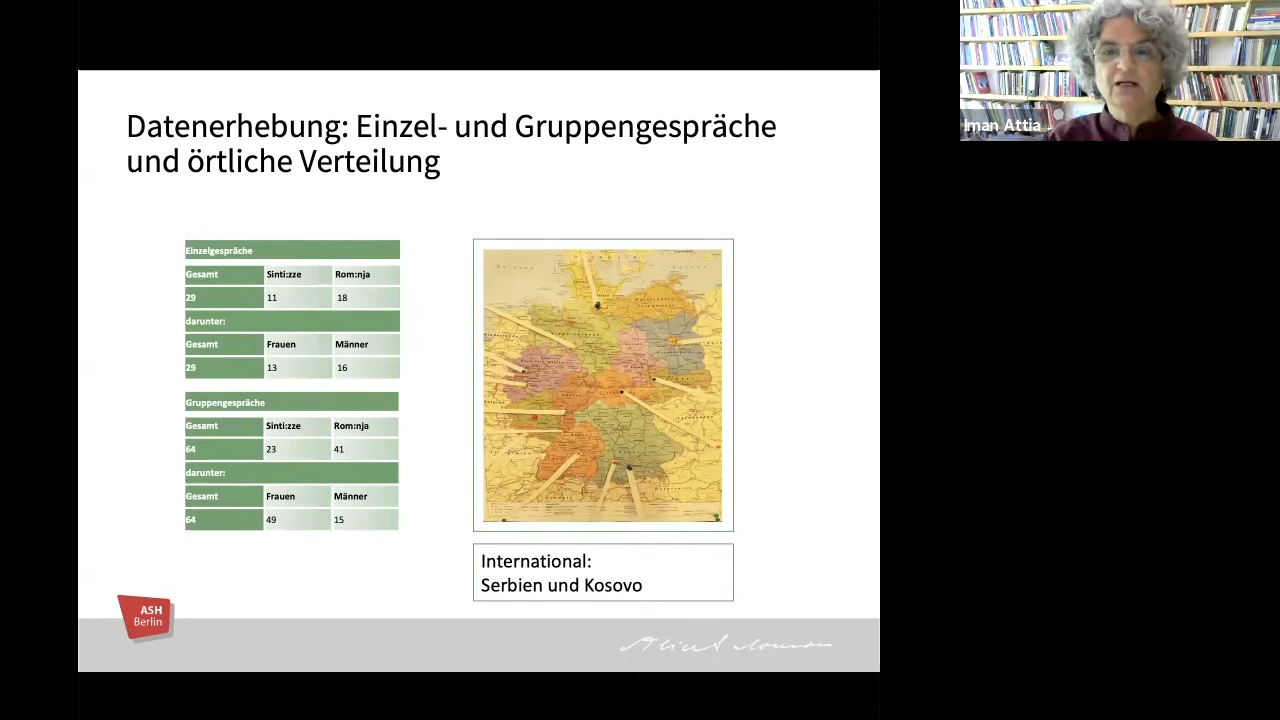 Datenerhebung: Einzel- und Gruppengespräche
und örtliche Verteilung
Einzelgespräche
Gesamt Sinti:zze Rom:nja
29 11 18
darunter:
Gesamt Frauen Männer
29 13 16
Gruppengespräche
Gesamt Sinti:zze Rom:nja
64 23 41
darunter:
Gesamt Frauen Männer
64 49 15
International:
Serbien und Kosovo
ASH
Berlin
Iman Attia